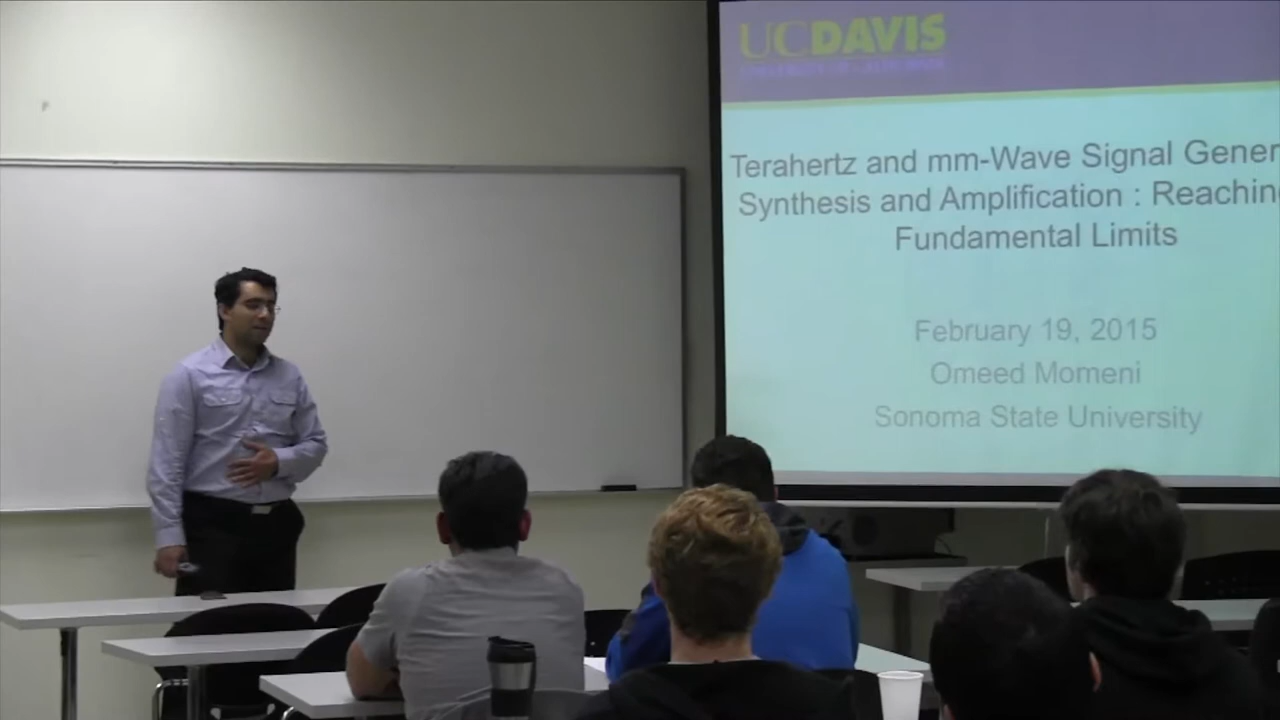 UCDAVIS
Terahertz and mm-Wave Signal Gener
Synthesis and Amplification : Reaching
Fundamental Limits
February 19, 2015
Omeed Momeni
Sonoma State University